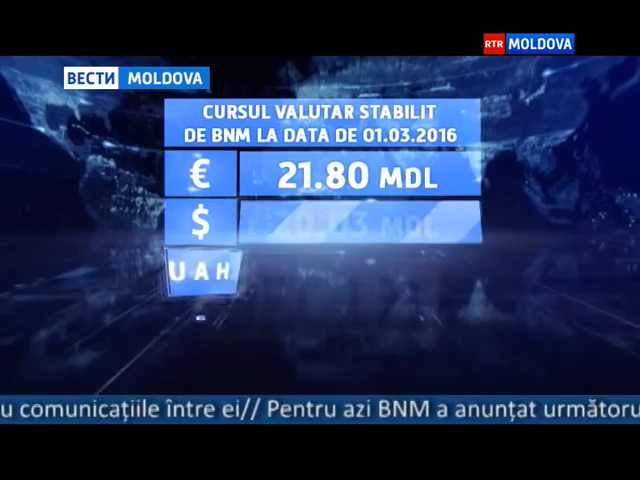 RTR MOLDOVA
ВЕСТИ MOLDOVA
CURSUL VALUTAR STABILIT
DE BNM LA DATA DE 01.03.2016
€ 21.80 MDL
$ MDL
UAH
u comunicațiile între ei// Pentru azi BNM a anunțat următoru